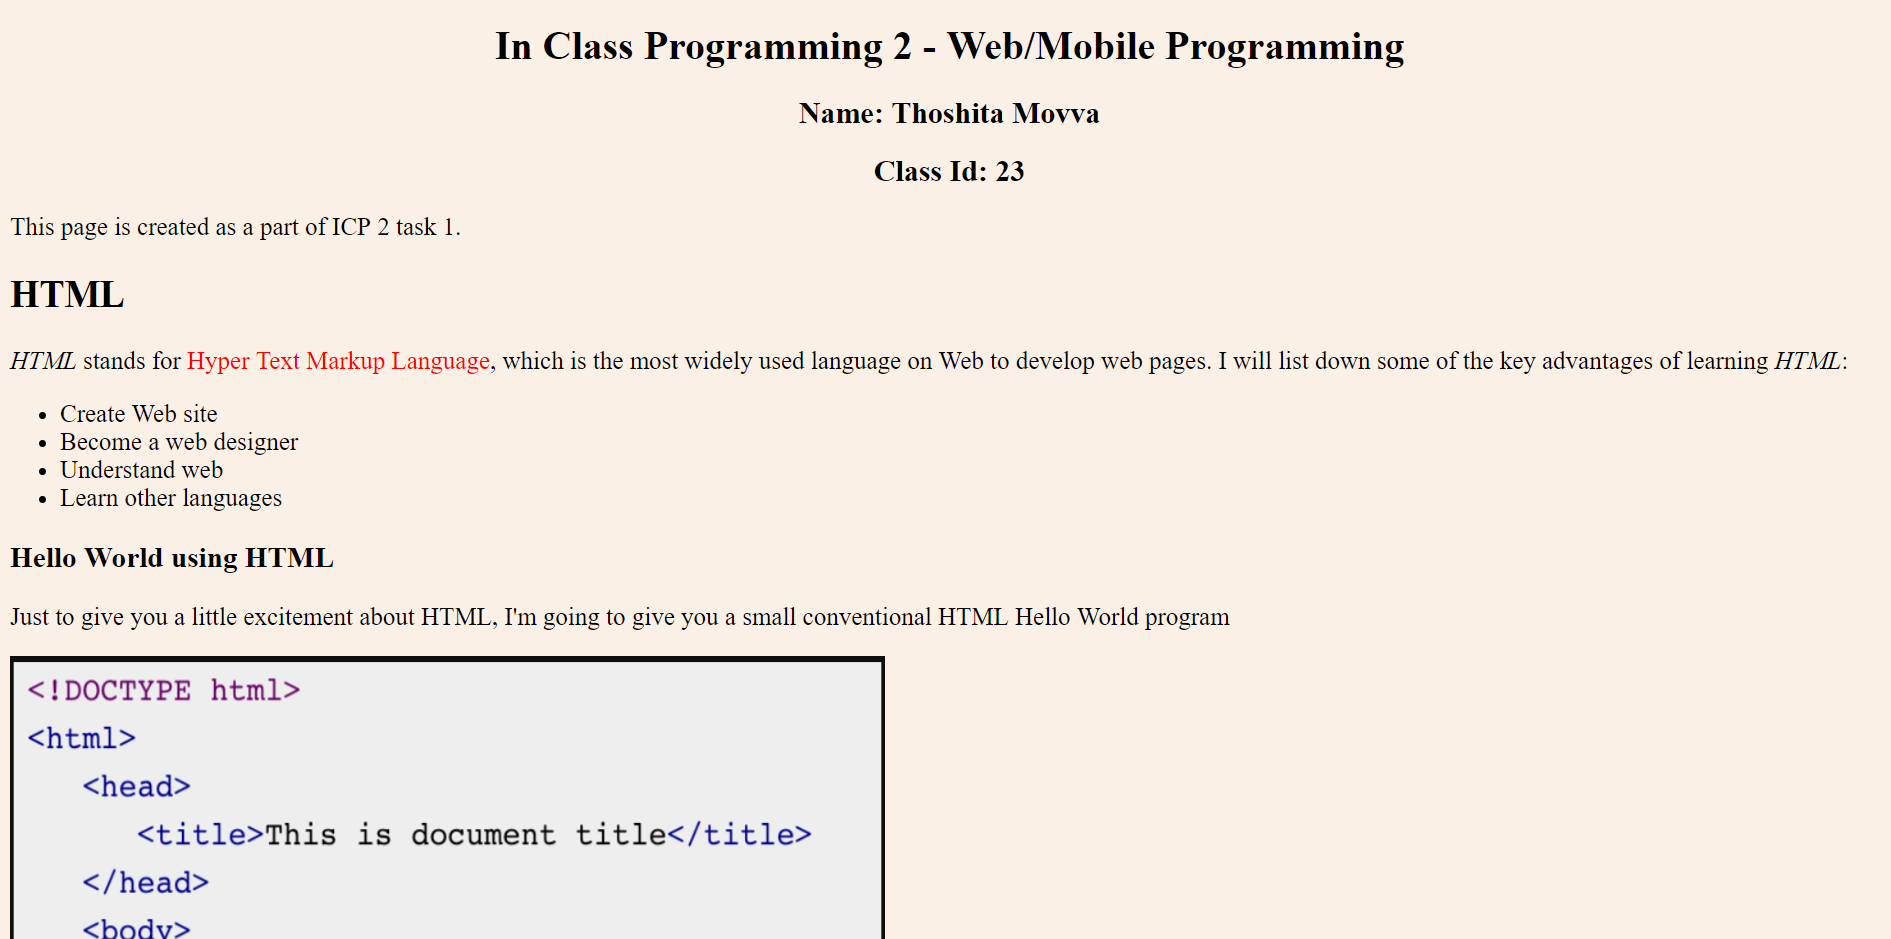 In Class Programming 2 - Web/Mobile Programming
Name: Thoshita Movva
Class Id: 23
This page is created as a part of ICP 2 task 1.
HTML
HTML stands for Hyper Text Markup Language, which is the most widely used language on Web to develop web pages. I will list down some of the key advantages of learning HTML:
• Create Web site
• Become a web designer
• Understand web
• Learn other languages
Hello World using HTML
Just to give you a little excitement about HTML, I'm going to give you a small conventional HTML Hello World program
<!DOCTYPE html>
<html>
<head>
<title>This is document title</title>
</head>
<body>